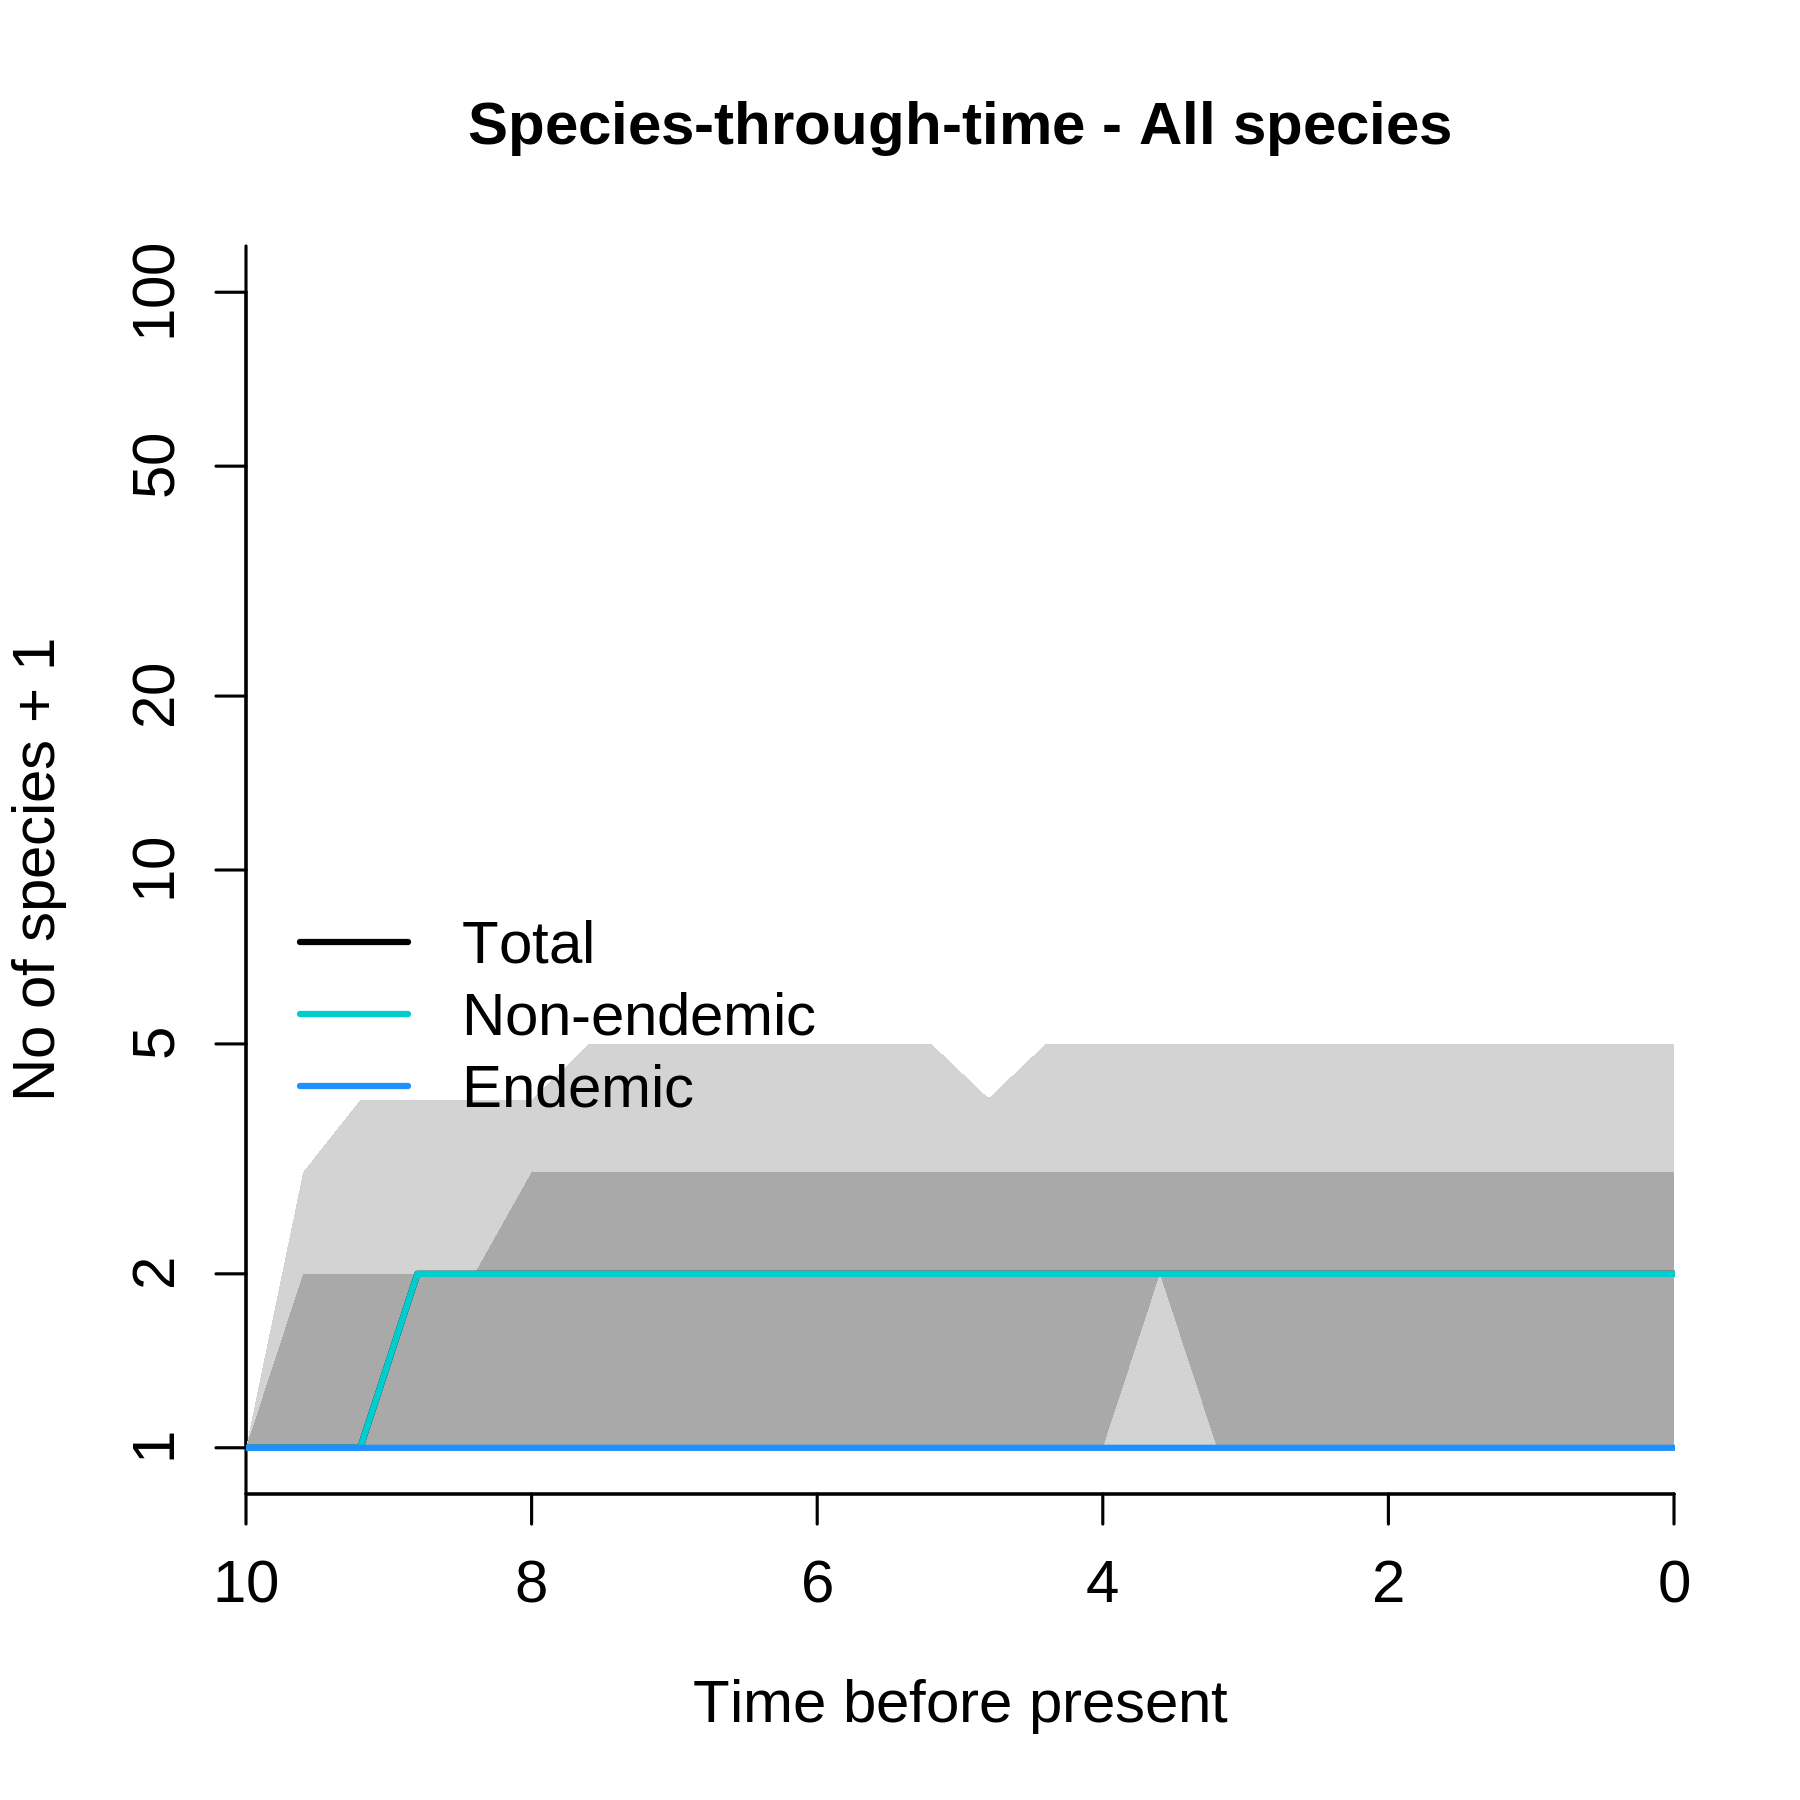 Species-through-time - All species
No of species + 1
100
50
20
10
5
2
1
Total
Non-endemic
Endemic
10 8 6 4 2 0
Time before present